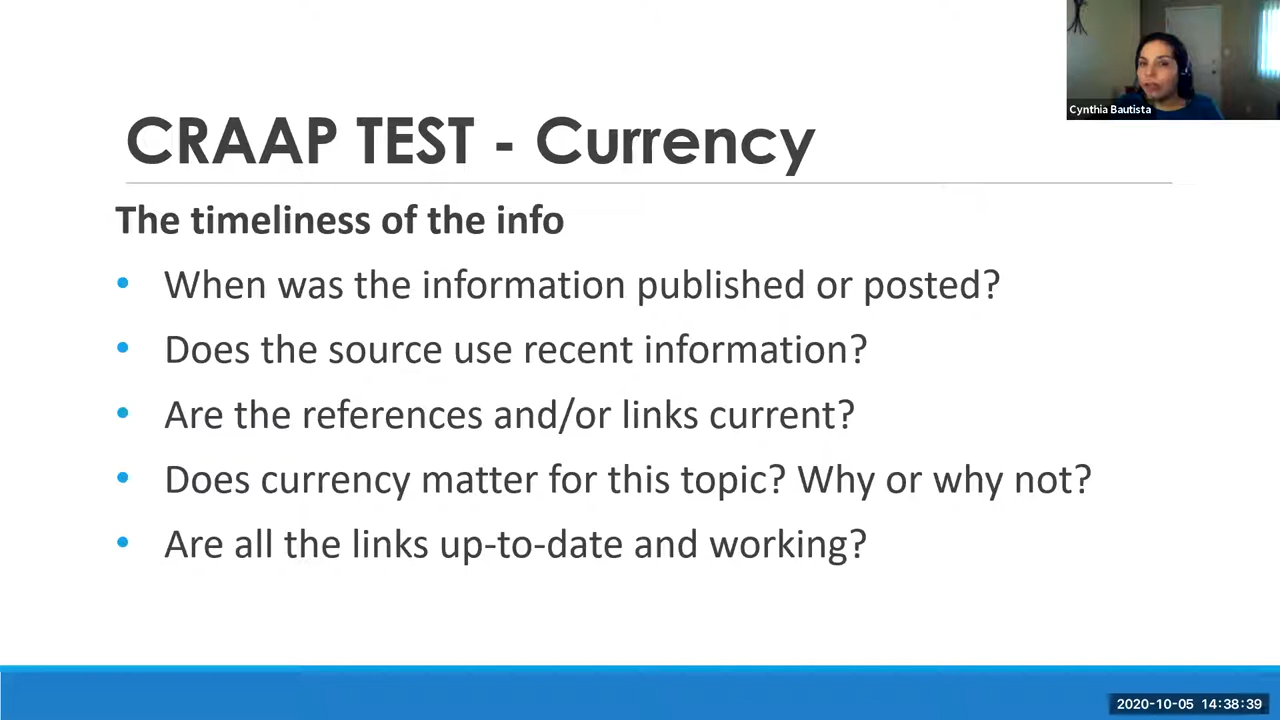 Cynthia Bautista
CRAAP TEST - Currency
The timeliness of the info
• When was the information published or posted?
• Does the source use recent information?
• Are the references and/or links current?
• Does currency matter for this topic? Why or why not?
• Are all the links up-to-date and working?
2020-10-05 14:38:39